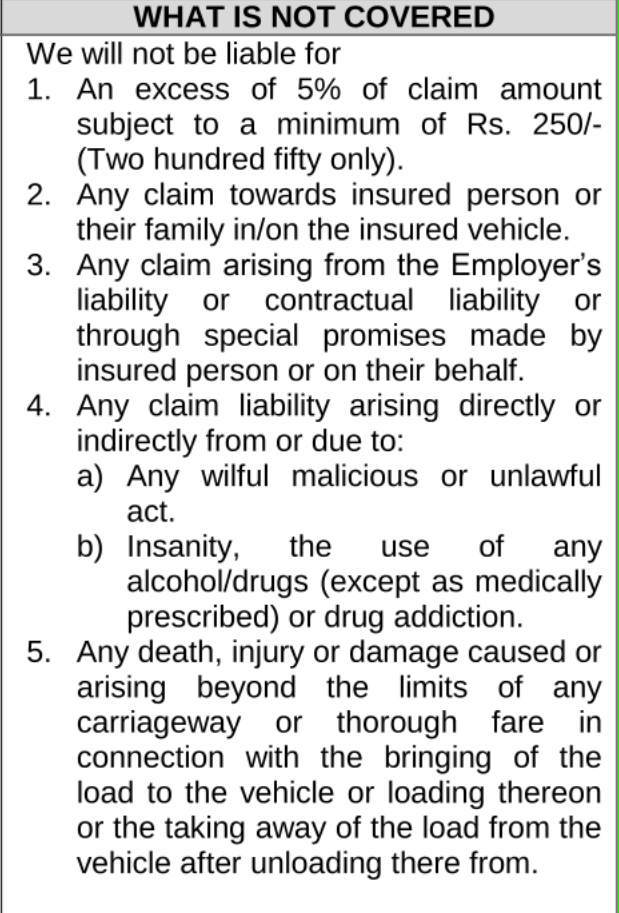 WHAT IS NOT COVERED
We will not be liable for
1. An excess of 5% of claim amount
subject to a minimum of Rs. 250/-
(Two hundred fifty only).
2. Any claim towards insured person or
their family in/on the insured vehicle.
3. Any claim arising from the Employer’s
liability or contractual liability or
through special promises made by
insured person or on their behalf.
4. Any claim liability arising directly or
indirectly from or due to:
a) Any wilful malicious or unlawful
act.
b) Insanity, the use of any
alcohol/drugs (except as medically
prescribed) or drug addiction.
5. Any death, injury or damage caused or
arising beyond the limits of any
carriageway or thorough fare in
connection with the bringing of the
load to the vehicle or loading thereon
or the taking away of the load from the
vehicle after unloading there from.